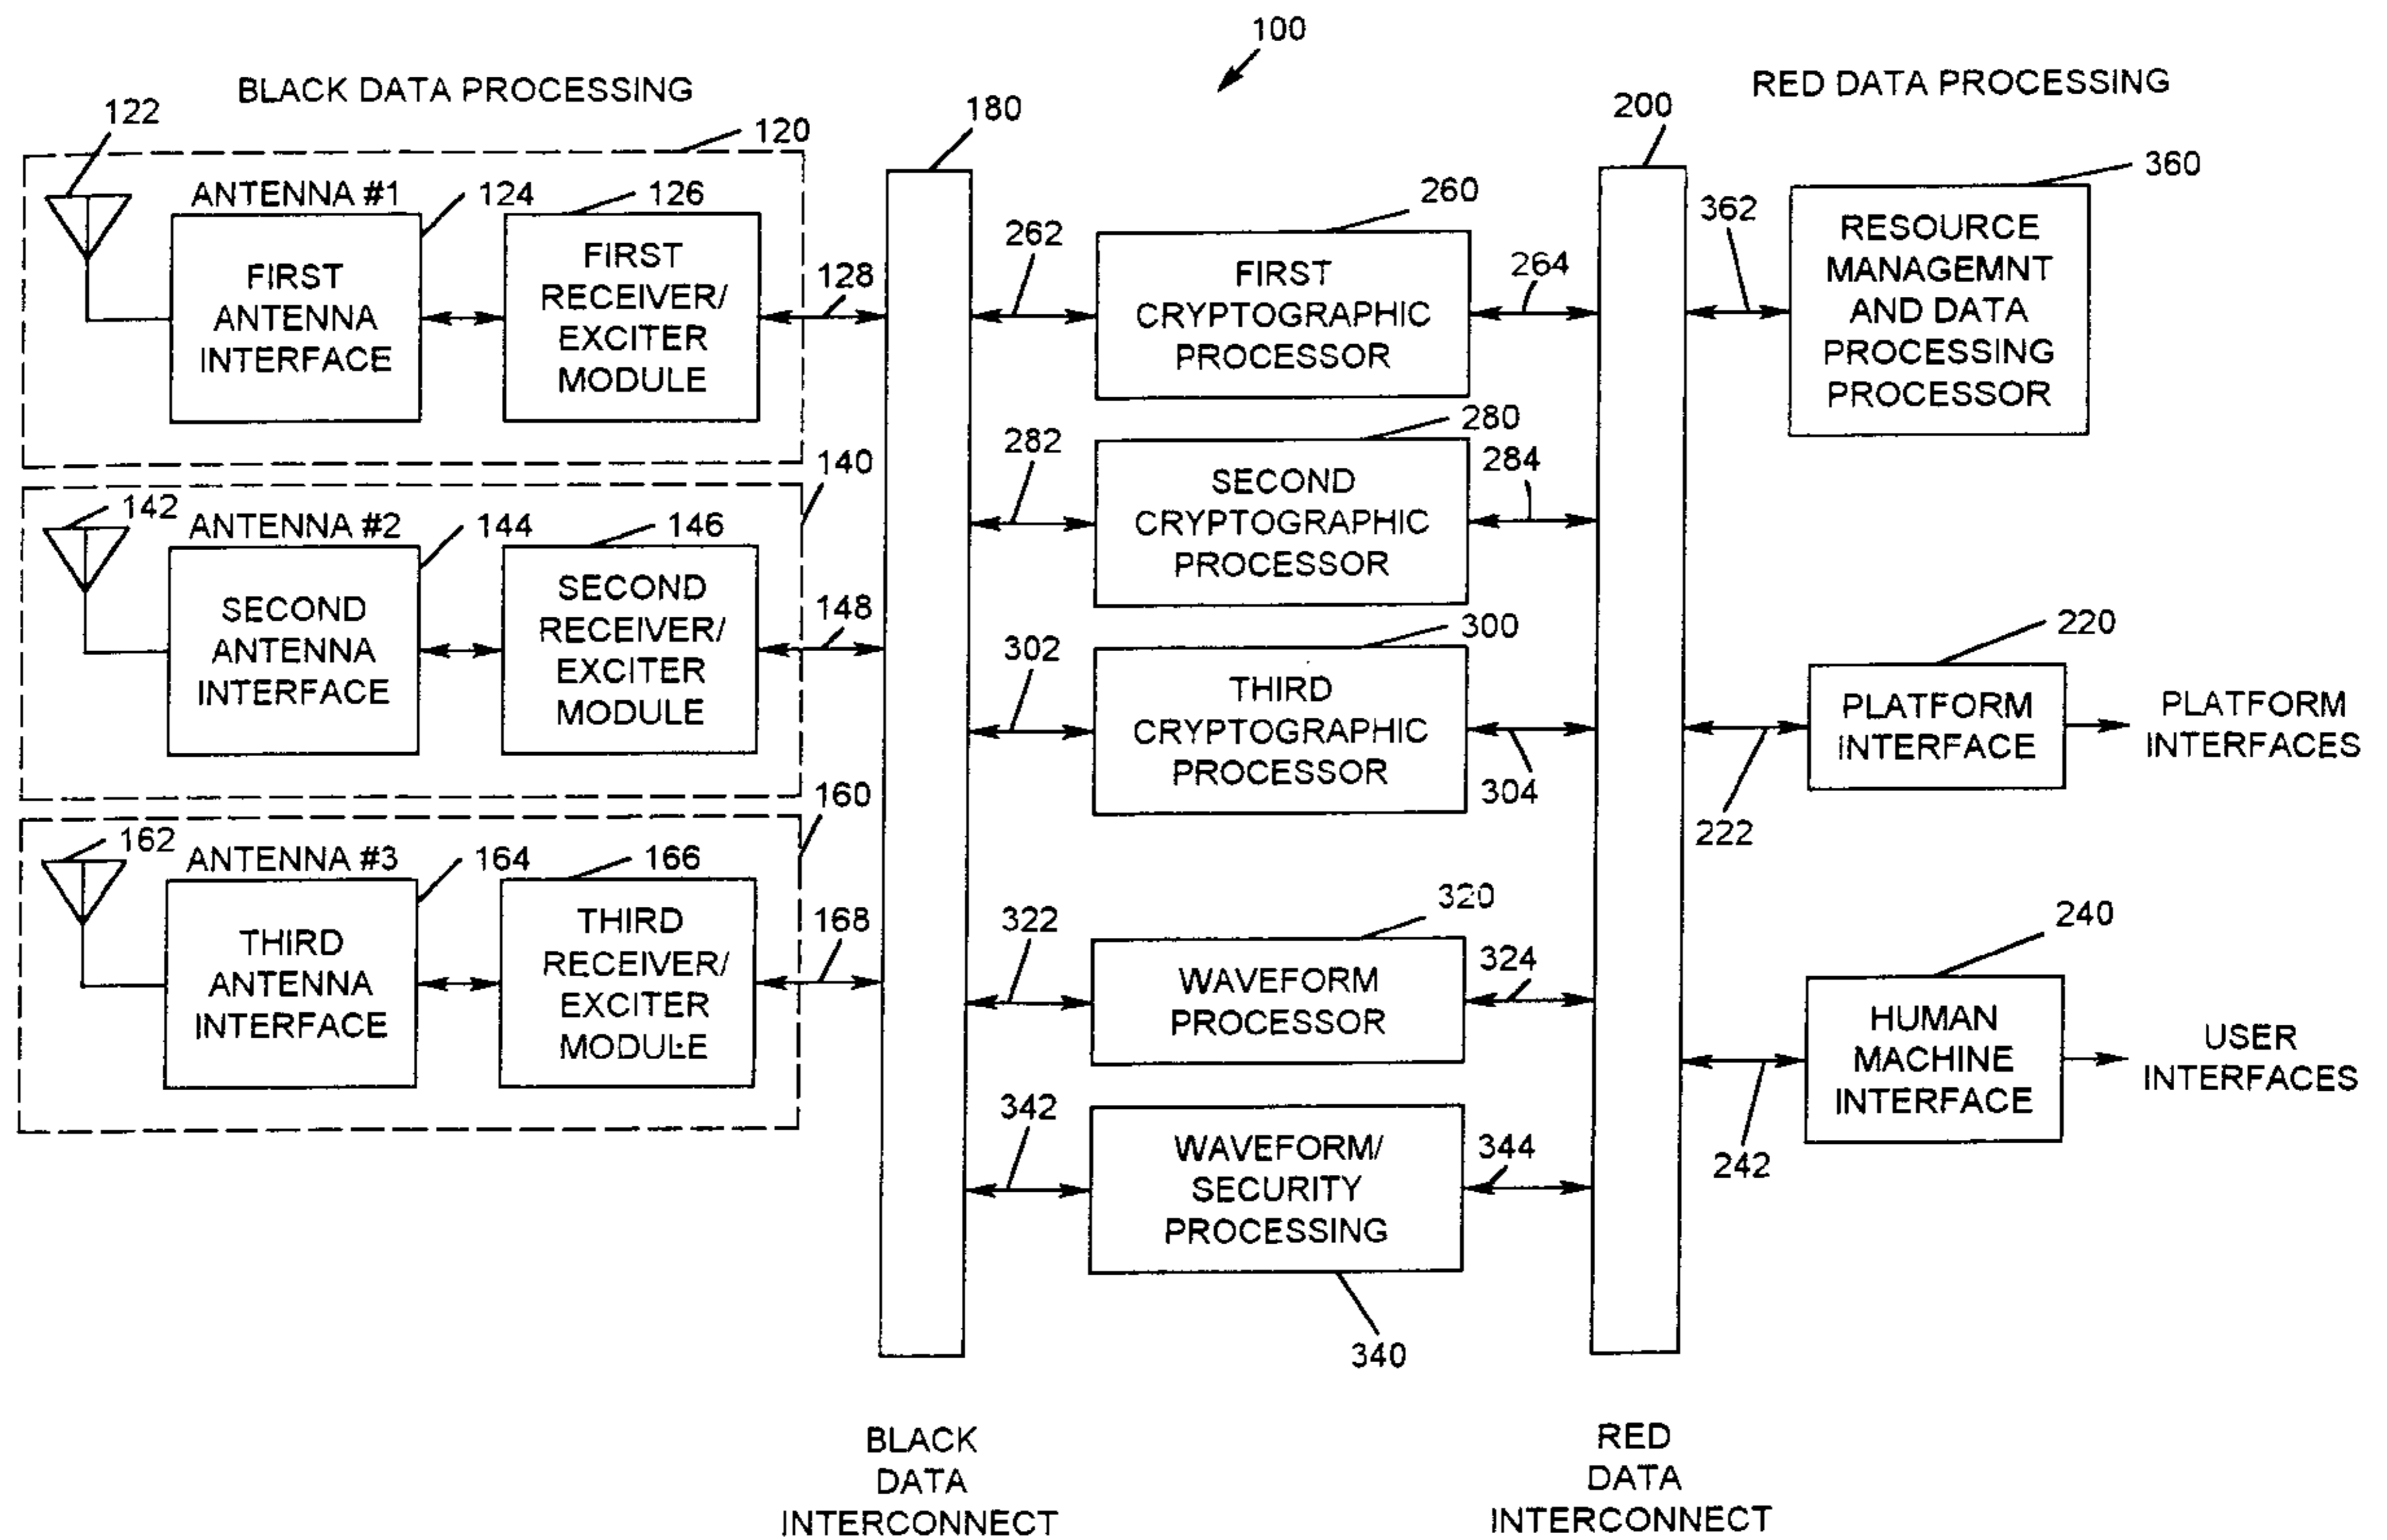 100
BLACK DATA PROCESSING
RED DATA PROCESSING
122
120
180
200
360
ANTENNA #1
124
126
FIRST
ANTENNA
INTERFACE
FIRST
RECEIVER/
EXCITER
MODULE
128
262
260
FIRST
CRYPTOGRAPHIC
PROCESSOR
264
362
RESOURCE
MANAGEMNT
AND DATA
PROCESSING
PROCESSOR
140
142
ANTENNA #2
144
146
SECOND
ANTENNA
INTERFACE
SECOND
RECEIVER/
EXCITER
MODULE
148
282
280
SECOND
CRYPTOGRAPHIC
PROCESSOR
284
302
300
THIRD
CRYPTOGRAPHIC
PROCESSOR
304
220
PLATFORM
INTERFACE
PLATFORM
INTERFACES
222
160
162
ANTENNA #3
164
166
THIRD
ANTENNA
INTERFACE
THIRD
RECEIVER/
EXCITER
MODULE
168
322
320
WAVEFORM
PROCESSOR
324
240
HUMAN
MACHINE
INTERFACE
USER
INTERFACES
242
342
WAVEFORM/
SECURITY
PROCESSING
344
340
BLACK
DATA
INTERCONNECT
RED
DATA
INTERCONNECT